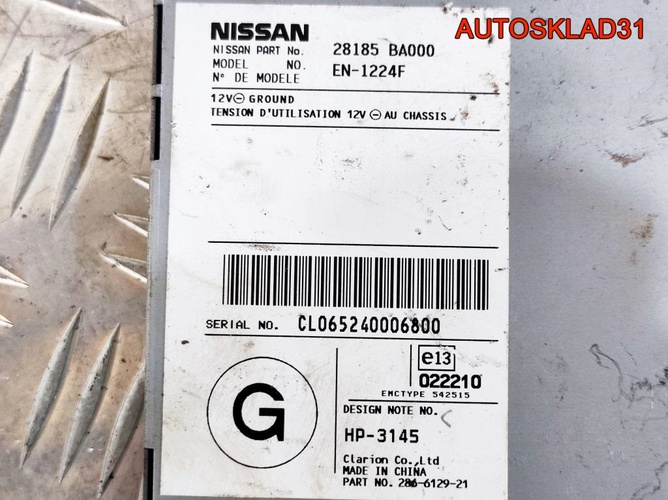 AUTOSKLAD31
NISSAN
NISSAN PART No. 28185 BA000
MODEL NO. EN-1224F
N° DE MODELE
12V⊖ GROUND
TENSION D'UTILISATION 12V ⊖ AU CHASSIS
SERIAL NO. CL065240006800
G
e13
022210
EMCTYPE 542515
DESIGN NOTE NO.
HP-3145
Clarion Co., Ltd
MADE IN CHINA
PART NO. 286-6129-21